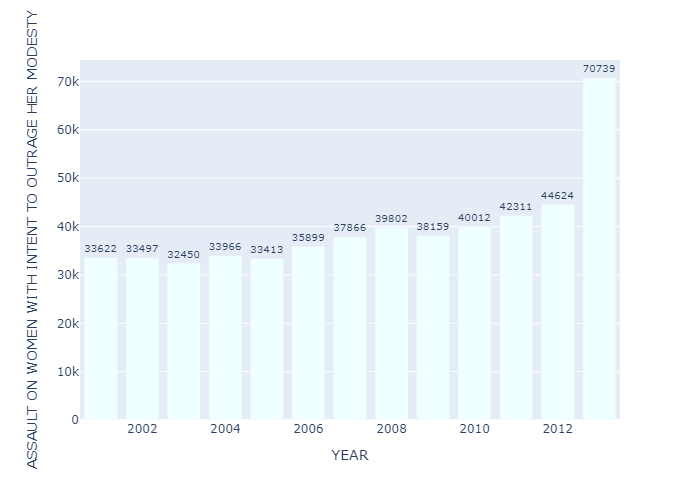 ASSAULT ON WOMEN WITH INTENT TO OUTRAGE HER MODESTY
70k
60k
50k
40k
30k
20k
10k
0
33622
33497
32450
33966
33413
35899
37866
39802
38159
40012
42311
44624
70739
2002
2004
2006
2008
2010
2012
YEAR